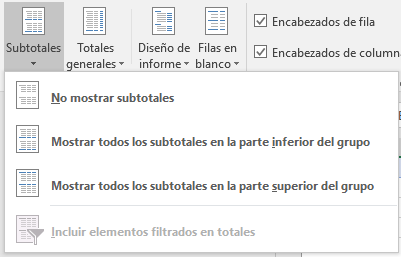 Subtotales
Totales generales
Diseño de informe
Filas en blanco
Encabezados de fila
Encabezados de column
No mostrar subtotales
Mostrar todos los subtotales en la parte inferior del grupo
Mostrar todos los subtotales en la parte superior del grupo
Incluir elementos filtrados en totales